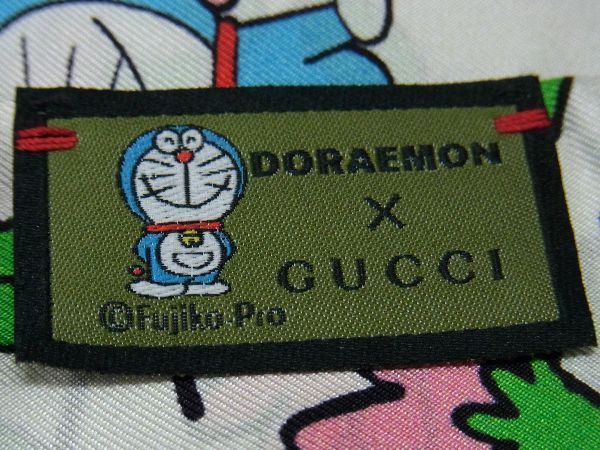 DORAEMON
X
GUCCI
©Fujiko-Pro